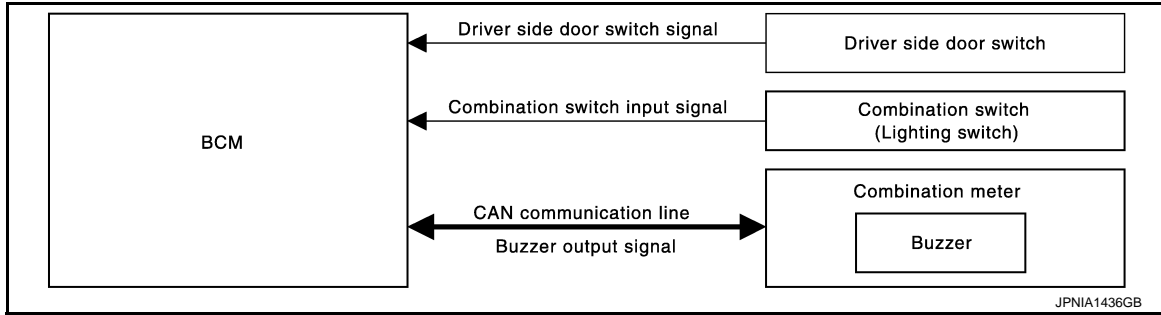 Driver side door switch signal
Driver side door switch
Combination switch input signal
Combination switch
(Lighting switch)
BCM
Combination meter
CAN communication line
Buzzer output signal
Buzzer
JPNIA1436GB